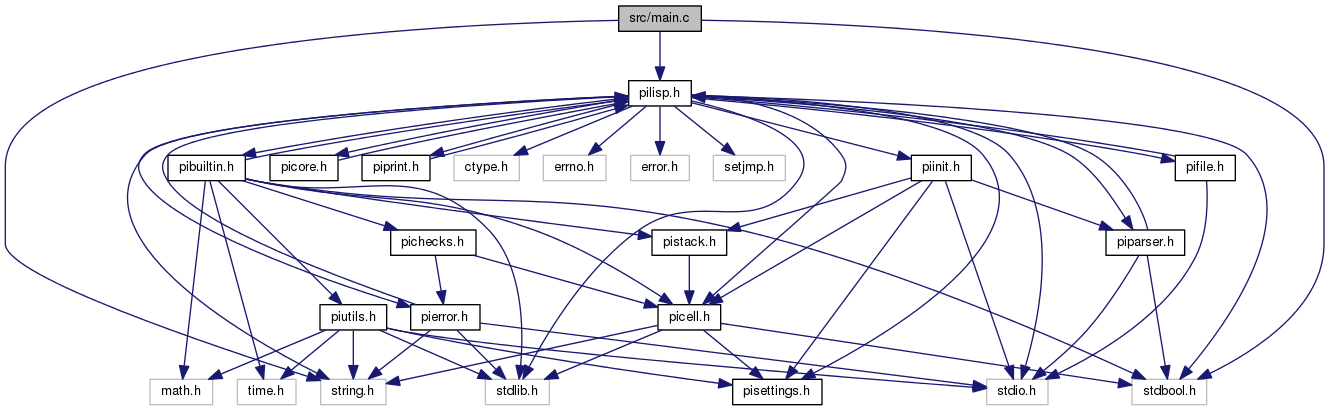 src/main.c
pilisp.h
pibuiltin.h
picore.h
piprint.h
ctype.h
errno.h
error.h
setjmp.h
piinit.h
pifile.h
pichecks.h
pistack.h
piparser.h
piutils.h
pierror.h
picell.h
math.h
time.h
string.h
stdlib.h
pisettings.h
stdio.h
stdbool.h